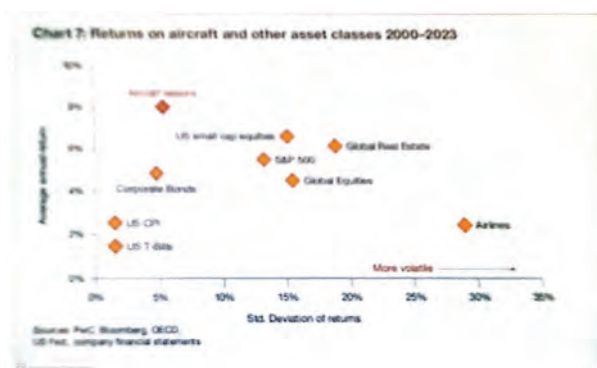 Chart 7: Returns on aircraft and other asset classes 2000–2023
10%
Aircraft lessors
8%
US small cap equities
Global Real Estate
6%
S&P 500
Average annual return
Corporate Bonds
Global Equities
4%
US CPI
Airlines
2%
US T-Bills
More volatile
0%
0% 5% 10% 15% 20% 25% 30% 35%
Std. Deviation of returns
Sources: PwC, Bloomberg, OECD
US Fed., company financial statements